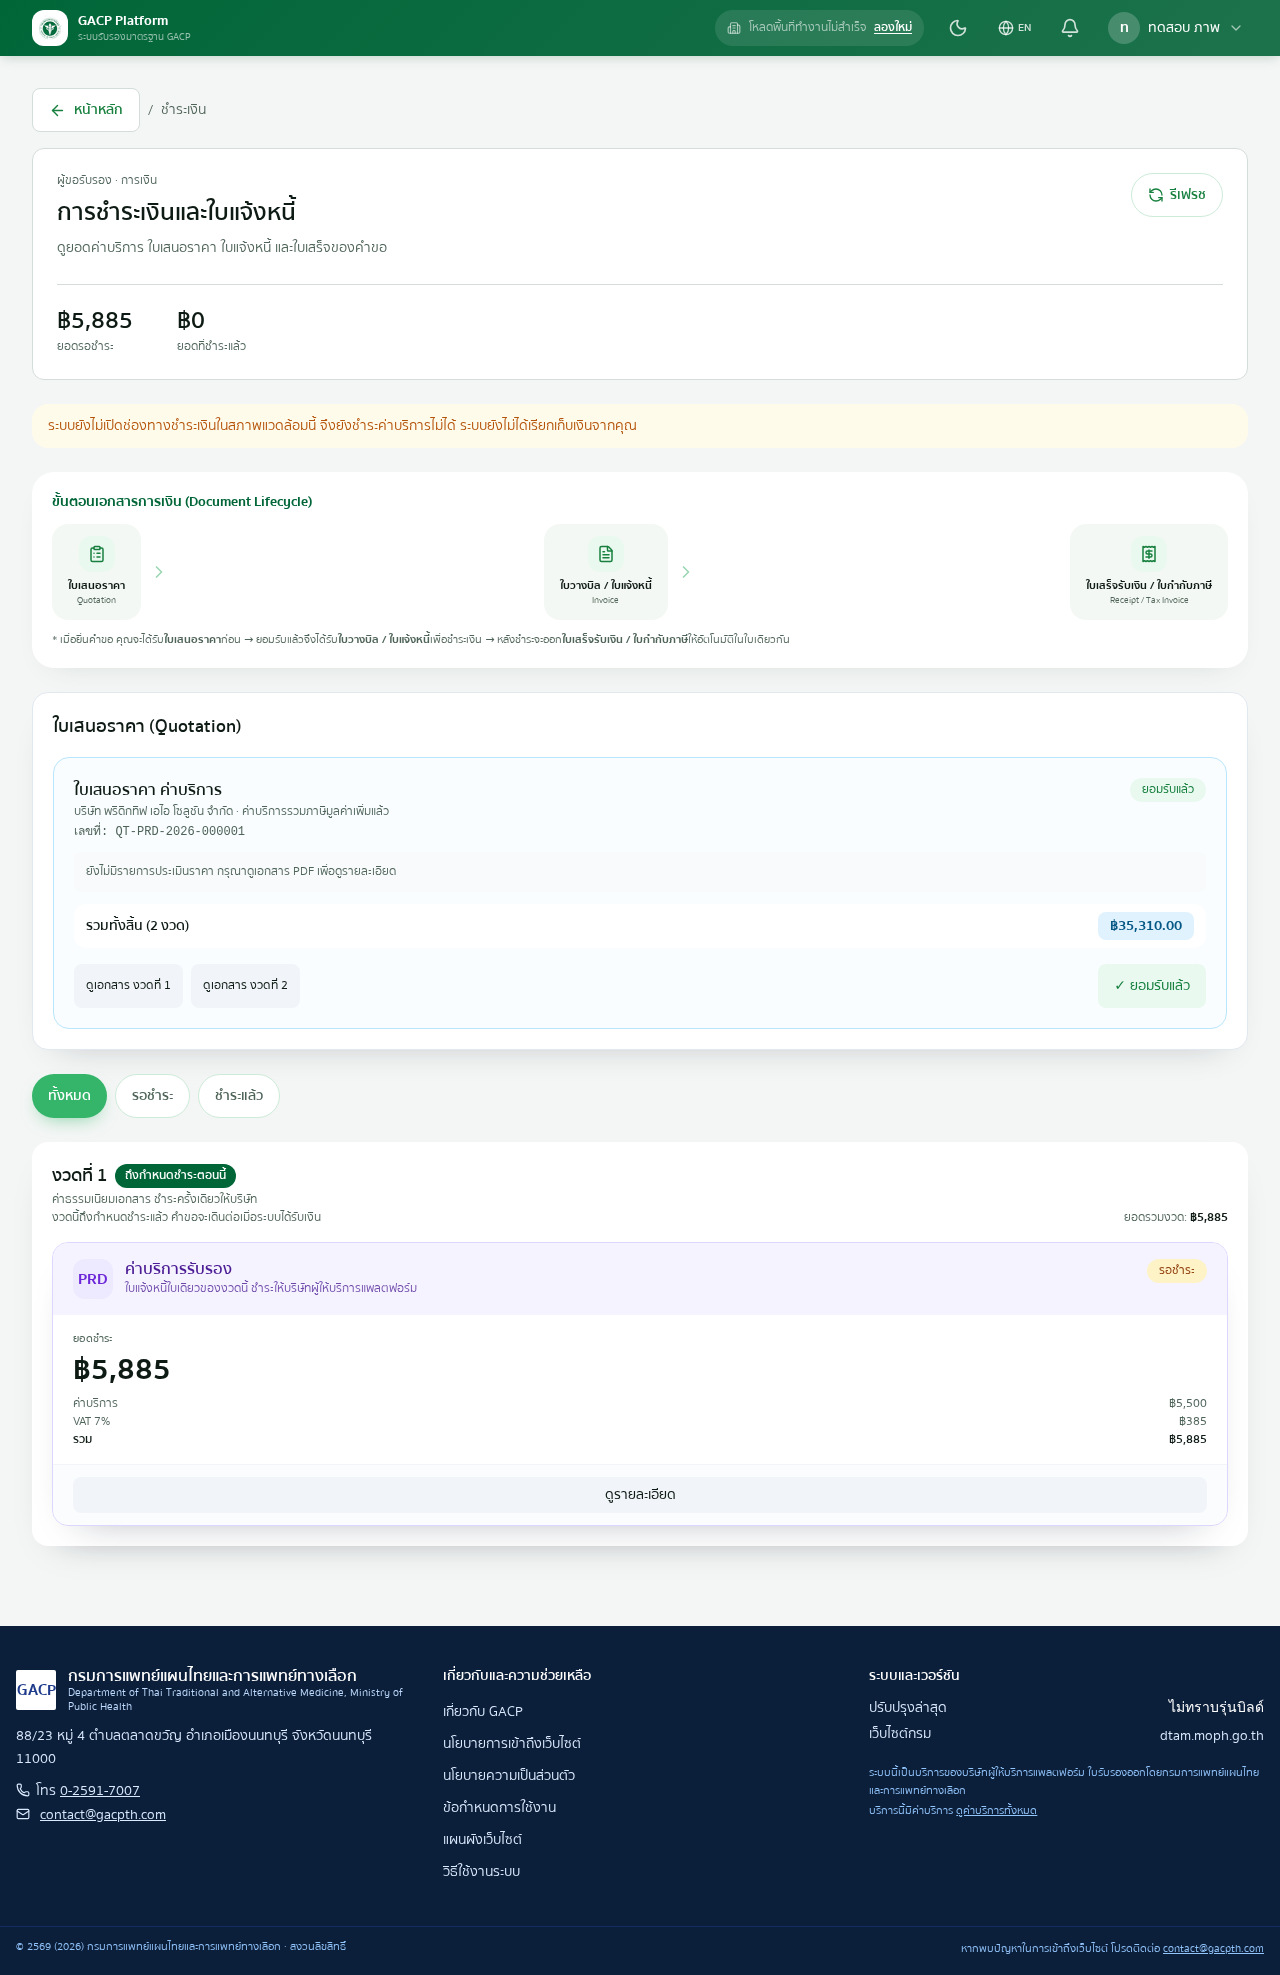 GACP Platform
ระบบรับรองมาตรฐาน GACP
โหลดพื้นที่ทำงานไม่สำเร็จ ลองใหม่
EN
ท ทดสอบ ภาพ
หน้าหลัก / ชำระเงิน
ผู้ขอรับรอง · การเงิน
การชำระเงินและใบแจ้งหนี้
รีเฟรช
ดูยอดค่าบริการ ใบเสนอราคา ใบแจ้งหนี้ และใบเสร็จของคำขอ
฿5,885 ฿0
ยอดรอชำระ ยอดที่ชำระแล้ว
ระบบยังไม่เปิดช่องทางชำระเงินในสภาพแวดล้อมนี้ จึงยังชำระค่าบริการไม่ได้ ระบบยังไม่ได้เรียกเก็บเงินจากคุณ
ขั้นตอนเอกสารการเงิน (Document Lifecycle)
ใบเสนอราคา ใบวางบิล / ใบแจ้งหนี้ ใบเสร็จรับเงิน / ใบกำกับภาษี
Quotation Invoice Receipt / Tax Invoice
* เมื่อยื่นคำขอ คุณจะได้รับใบเสนอราคาก่อน → ยอมรับแล้วจึงได้รับใบวางบิล / ใบแจ้งหนี้เพื่อชำระเงิน → หลังชำระจะออกใบเสร็จรับเงิน / ใบกำกับภาษีให้อัตโนมัติในใบเดียวกัน
ใบเสนอราคา (Quotation)
ใบเสนอราคา ค่าบริการ
ยอมรับแล้ว
บริษัท พรีดิกทิฟ เอไอ โซลูชัน จำกัด · ค่าบริการรวมภาษีมูลค่าเพิ่มแล้ว
เลขที่: QT-PRD-2026-000001
ยังไม่มีรายการประเมินราคา กรุณาดูเอกสาร PDF เพื่อดูรายละเอียด
รวมทั้งสิ้น (2 งวด) ฿35,310.00
ดูเอกสาร งวดที่ 1 ดูเอกสาร งวดที่ 2 ✓ ยอมรับแล้ว
ทั้งหมด รอชำระ ชำระแล้ว
งวดที่ 1 ถึงกำหนดชำระตอนนี้
ค่าธรรมเนียมเอกสาร ชำระครั้งเดียวให้บริษัท
งวดนี้ถึงกำหนดชำระแล้ว คำขอจะเดินต่อเมื่อระบบได้รับเงิน ยอดรวมงวด: ฿5,885
PRD ค่าบริการรับรอง รอชำระ
ใบแจ้งหนี้ใบเดียวของงวดนี้ ชำระให้บริษัทผู้ให้บริการแพลตฟอร์ม
ยอดชำระ
฿5,885
ค่าบริการ ฿5,500
VAT 7% ฿385
รวม ฿5,885
ดูรายละเอียด
GACP กรมการแพทย์แผนไทยและการแพทย์ทางเลือก
Department of Thai Traditional and Alternative Medicine, Ministry of
Public Health
88/23 หมู่ 4 ตำบลตลาดขวัญ อำเภอเมืองนนทบุรี จังหวัดนนทบุรี
11000
โทร 0-2591-7007
contact@gacpth.com
เกี่ยวกับและความช่วยเหลือ
เกี่ยวกับ GACP
นโยบายการเข้าถึงเว็บไซต์
นโยบายความเป็นส่วนตัว
ข้อกำหนดการใช้งาน
แผนผังเว็บไซต์
วิธีใช้งานระบบ
ระบบและเวอร์ชัน
ปรับปรุงล่าสุด ไม่ทราบรุ่นบิลด์
เว็บไซต์กรม dtam.moph.go.th
ระบบนี้เป็นบริการของบริษัทผู้ให้บริการแพลตฟอร์ม ใบรับรองออกโดยกรมการแพทย์แผนไทย
และการแพทย์ทางเลือก
บริการนี้มีค่าบริการ ดูค่าบริการทั้งหมด
© 2569 (2026) กรมการแพทย์แผนไทยและการแพทย์ทางเลือก · สงวนลิขสิทธิ์
หากพบปัญหาในการเข้าถึงเว็บไซต์ โปรดติดต่อ contact@gacpth.com